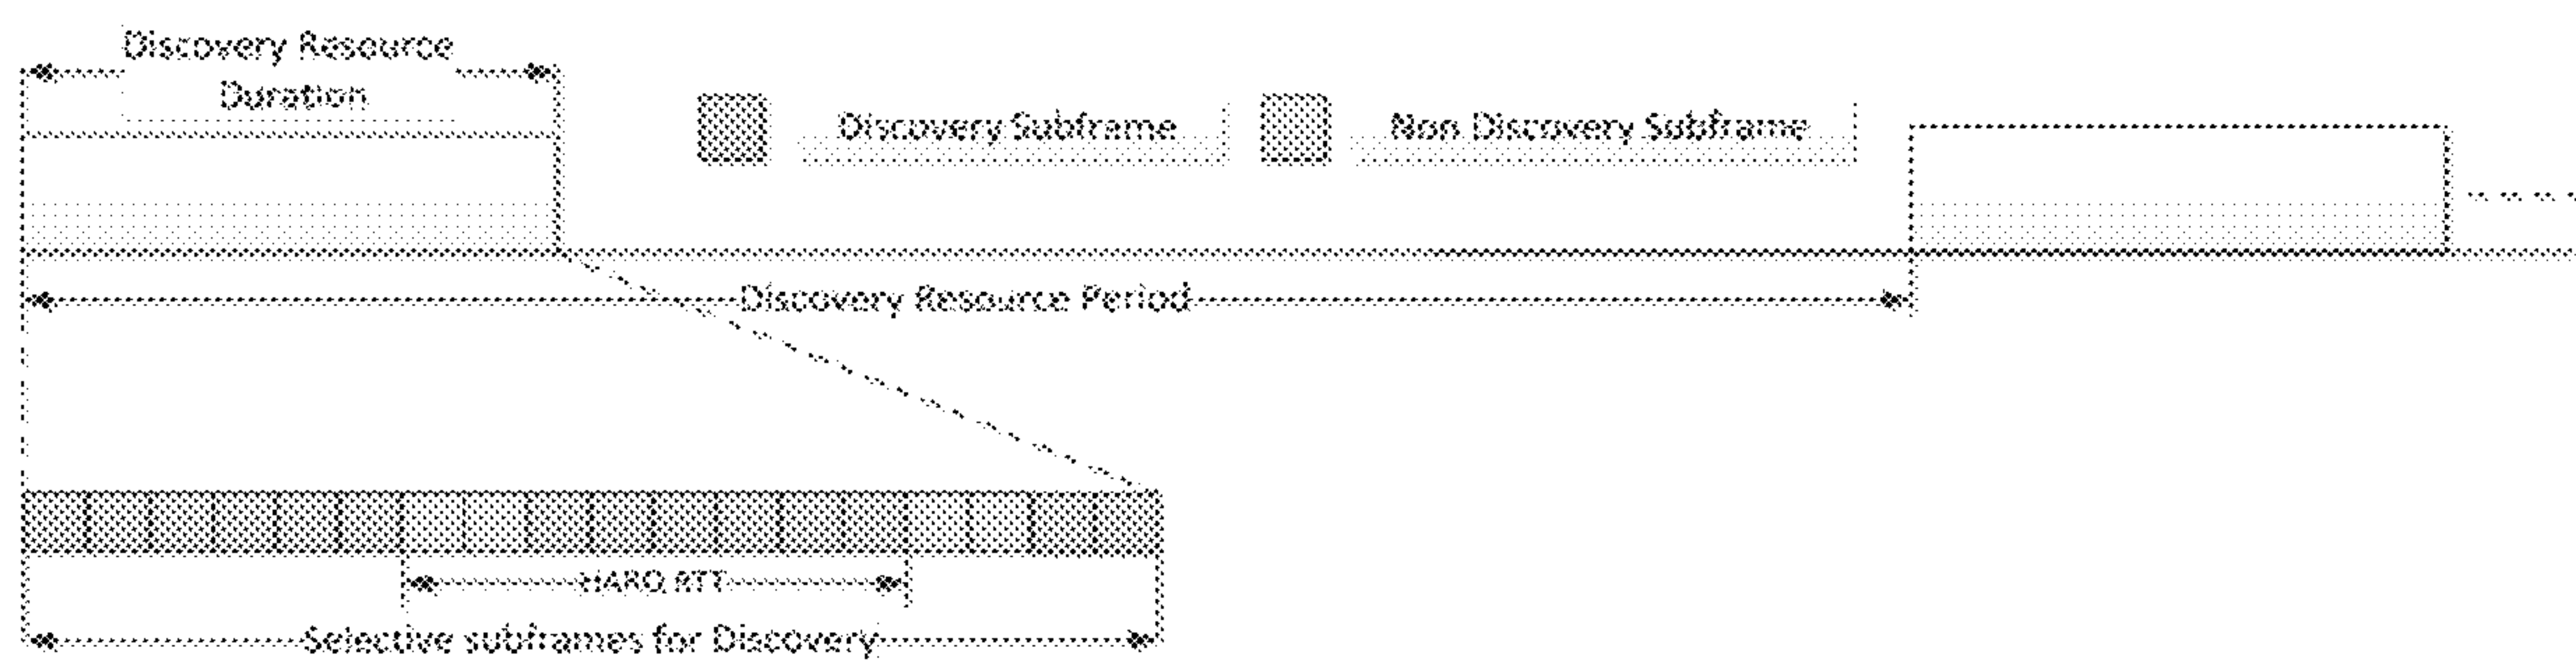 Discovery Resource
Duration
Discovery Subframe
Non Discovery Subframe
Discovery Resource Period
HARQ RTT
Selective subframes for Discovery